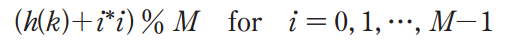 (h(k)+i*i) % M for i=0, 1, ⋯, M−1